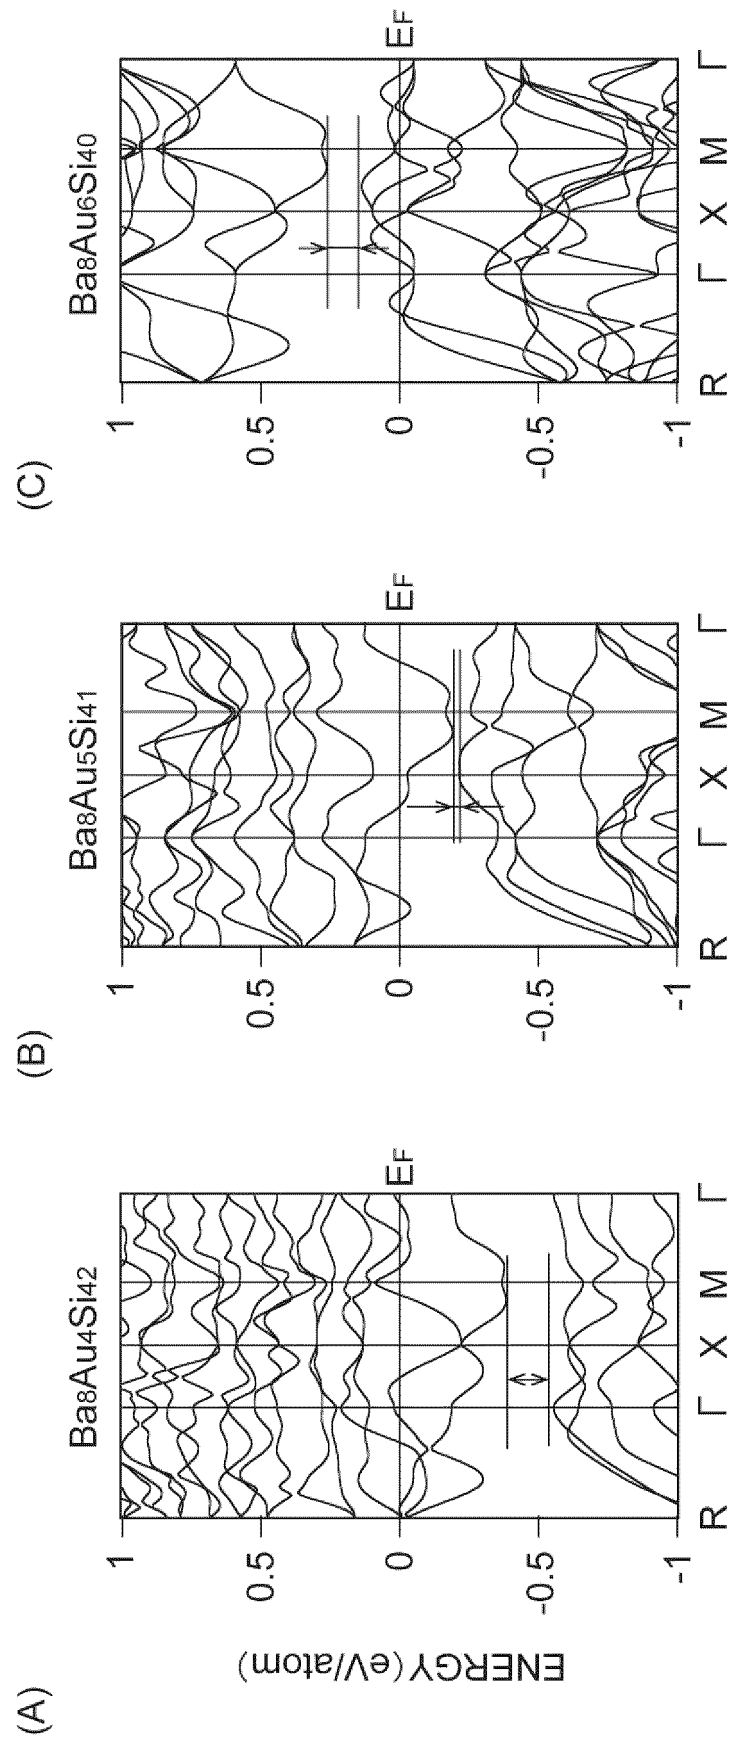 (A)
Ba8Au4Si42
ENERGY (eV/atom)
1
0.5
0
-0.5
-1
EF
R Γ X M Γ
(B)
Ba8Au5Si41
1
0.5
0
-0.5
-1
EF
R Γ X M Γ
(C)
Ba8Au6Si40
1
0.5
0
-0.5
-1
EF
R Γ X M Γ